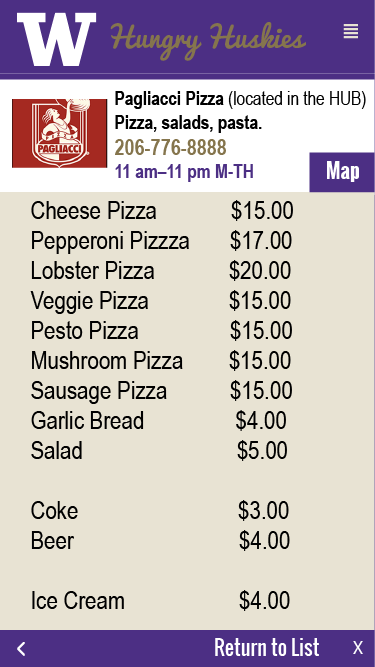 W Hungry Huskies
Pagliacci Pizza (located in the HUB)
Pizza, salads, pasta.
206-776-8888
11 am–11 pm M-TH
PAGLIACCI
Map
Cheese Pizza $15.00
Pepperoni Pizzza $17.00
Lobster Pizza $20.00
Veggie Pizza $15.00
Pesto Pizza $15.00
Mushroom Pizza $15.00
Sausage Pizza $15.00
Garlic Bread $4.00
Salad $5.00
Coke $3.00
Beer $4.00
Ice Cream $4.00
< Return to List X